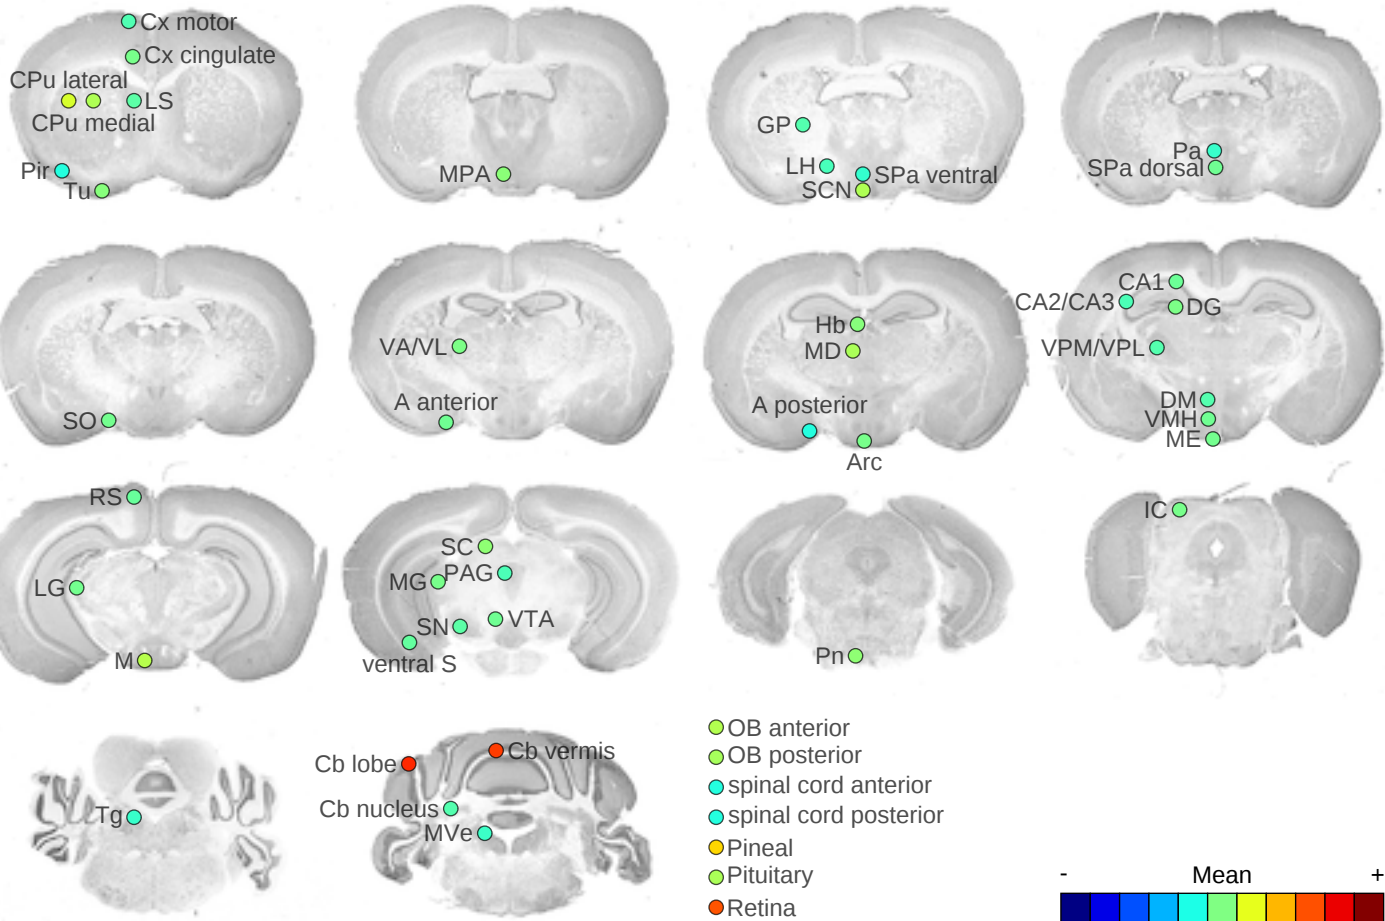 Cx motor
Cx cingulate
CPu lateral
LS
CPu medial
Pir
Tu
MPA
GP
LH
SPa ventral
SCN
Pa
SPa dorsal
SO
VA/VL
A anterior
Hb
MD
A posterior
Arc
CA1
CA2/CA3
DG
VPM/VPL
DM
VMH
ME
RS
LG
M
SC
MG PAG
SN VTA
ventral S
Pn
IC
Tg
Cb lobe
Cb vermis
Cb nucleus
MVe
OB anterior
OB posterior
spinal cord anterior
spinal cord posterior
Pineal
Pituitary
Retina
- Mean +